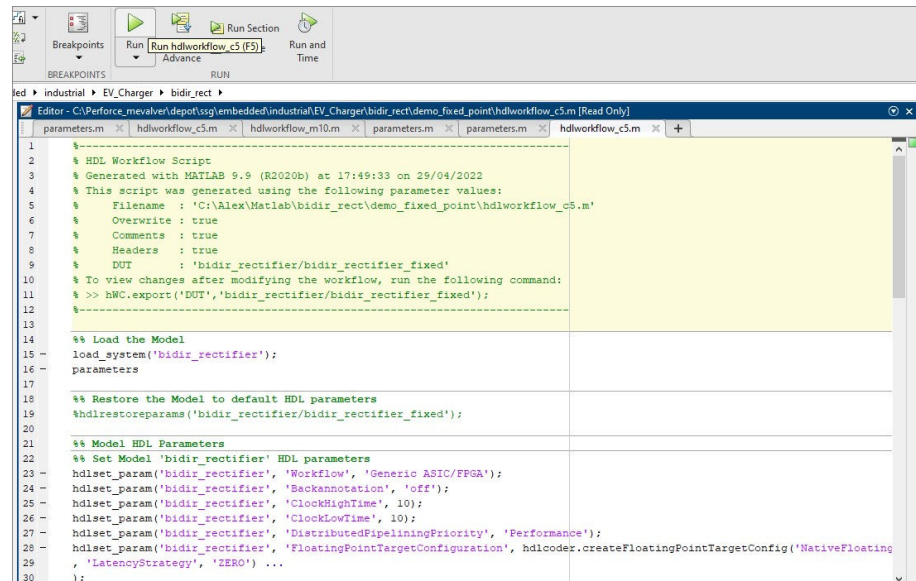 Run Section
Breakpoints
Run
Run hdlworkflow_c5 (F5)
Run and
Advance
Time
BREAKPOINTS
RUN
industrial ▸ EV_Charger ▸ bidir_rect ▸
Editor - C:\Perforce_mevalver\depot\ssg\embedded\industrial\EV_Charger\bidir_rect\demo_fixed_point\hdlworkflow_c5.m [Read Only]
parameters.m × hdlworkflow_c5.m × hdlworkflow_m10.m × parameters.m × parameters.m × hdlworkflow_c5.m × +
1 %--------------------------------------------------------------------------
2 % HDL Workflow Script
3 % Generated with MATLAB 9.9 (R2020b) at 17:49:33 on 29/04/2022
4 % This script was generated using the following parameter values:
5 %     Filename  : 'C:\Alex\Matlab\bidir_rect\demo_fixed_point\hdlworkflow_c5.m'
6 %     Overwrite : true
7 %     Comments  : true
8 %     Headers   : true
9 %     DUT       : 'bidir_rectifier/bidir_rectifier_fixed'
10 % To view changes after modifying the workflow, run the following command:
11 % >> hWC.export('DUT','bidir_rectifier/bidir_rectifier_fixed');
12 %--------------------------------------------------------------------------
13
14 %% Load the Model
15 – load_system('bidir_rectifier');
16 – parameters
17
18 %% Restore the Model to default HDL parameters
19 %hdlrestoreparams('bidir_rectifier/bidir_rectifier_fixed');
20
21 %% Model HDL Parameters
22 %% Set Model 'bidir_rectifier' HDL parameters
23 – hdlset_param('bidir_rectifier', 'Workflow', 'Generic ASIC/FPGA');
24 – hdlset_param('bidir_rectifier', 'Backannotation', 'off');
25 – hdlset_param('bidir_rectifier', 'ClockHighTime', 10);
26 – hdlset_param('bidir_rectifier', 'ClockLowTime', 10);
27 – hdlset_param('bidir_rectifier', 'DistributedPipeliningPriority', 'Performance');
28 – hdlset_param('bidir_rectifier', 'FloatingPointTargetConfiguration', hdlcoder.createFloatingPointTargetConfig('NativeFloating
29 , 'LatencyStrategy', 'ZERO') ...
30 );